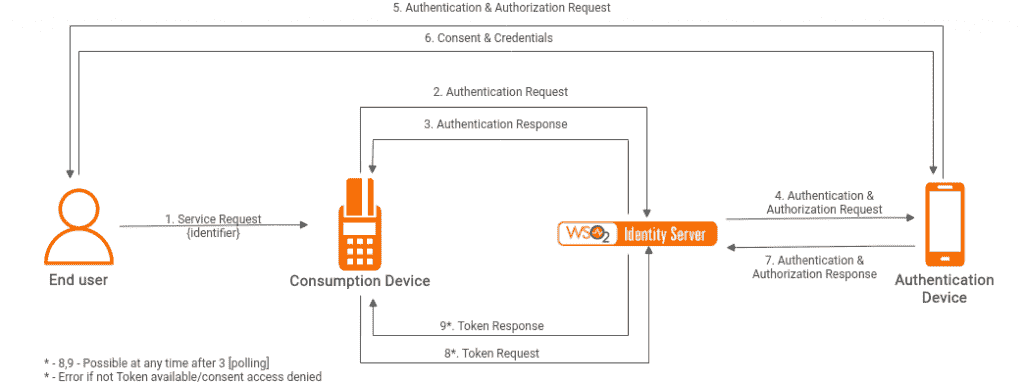 5. Authentication & Authorization Request
6. Consent & Credentials
2. Authentication Request
3. Authentication Response
4. Authentication &
Authorization Request
1. Service Request
{identifier}
WSO2 Identity Server
7. Authentication &
Authorization Response
End user
Consumption Device
Authentication
Device
9*. Token Response
8*. Token Request
* - 8,9 - Possible at any time after 3 [polling]
* - Error if not Token available/consent access denied